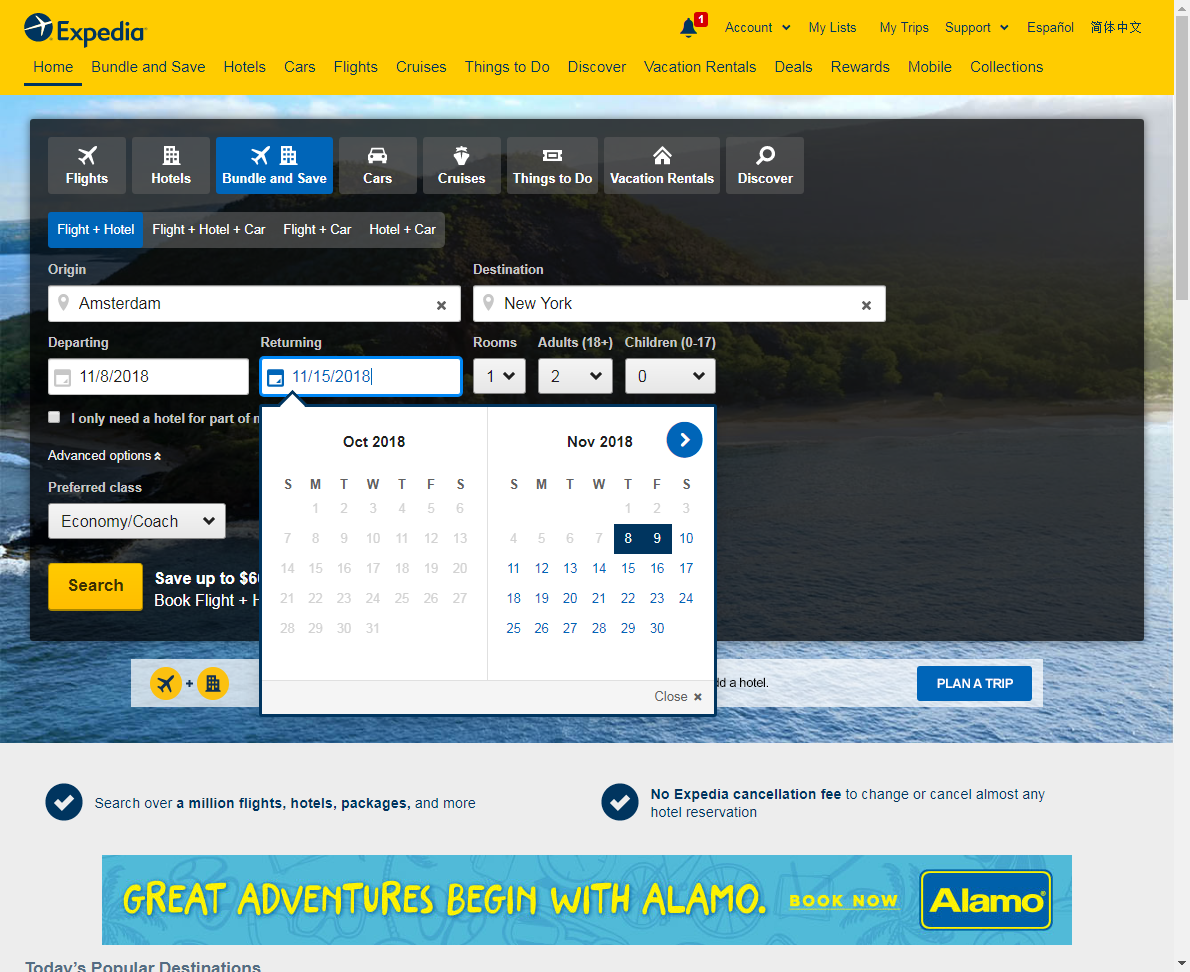 Expedia
1
Account
My Lists
My Trips
Support
Español
简体中文
Home
Bundle and Save
Hotels
Cars
Flights
Cruises
Things to Do
Discover
Vacation Rentals
Deals
Rewards
Mobile
Collections
Flights
Hotels
Bundle and Save
Cars
Cruises
Things to Do
Vacation Rentals
Discover
Flight + Hotel
Flight + Hotel + Car
Flight + Car
Hotel + Car
Origin
Destination
Amsterdam
New York
Departing
Returning
Rooms
Adults (18+)
Children (0-17)
11/8/2018
11/15/2018
1
2
0
I only need a hotel for part of
Advanced options
Preferred class
Economy/Coach
Search
Save up to
Book Flight +
Oct 2018
S M T W T F S
1 2 3 4 5 6
7 8 9 10 11 12 13
14 15 16 17 18 19 20
21 22 23 24 25 26 27
28 29 30 31
Nov 2018
S M T W T F S
1 2 3
4 5 6 7 8 9 10
11 12 13 14 15 16 17
18 19 20 21 22 23 24
25 26 27 28 29 30
Close
+
a hotel.
PLAN A TRIP
Search over a million flights, hotels, packages, and more
No Expedia cancellation fee to change or cancel almost any
hotel reservation
GREAT ADVENTURES BEGIN WITH ALAMO.
BOOK NOW
Alamo®
Today's Popular Destinations